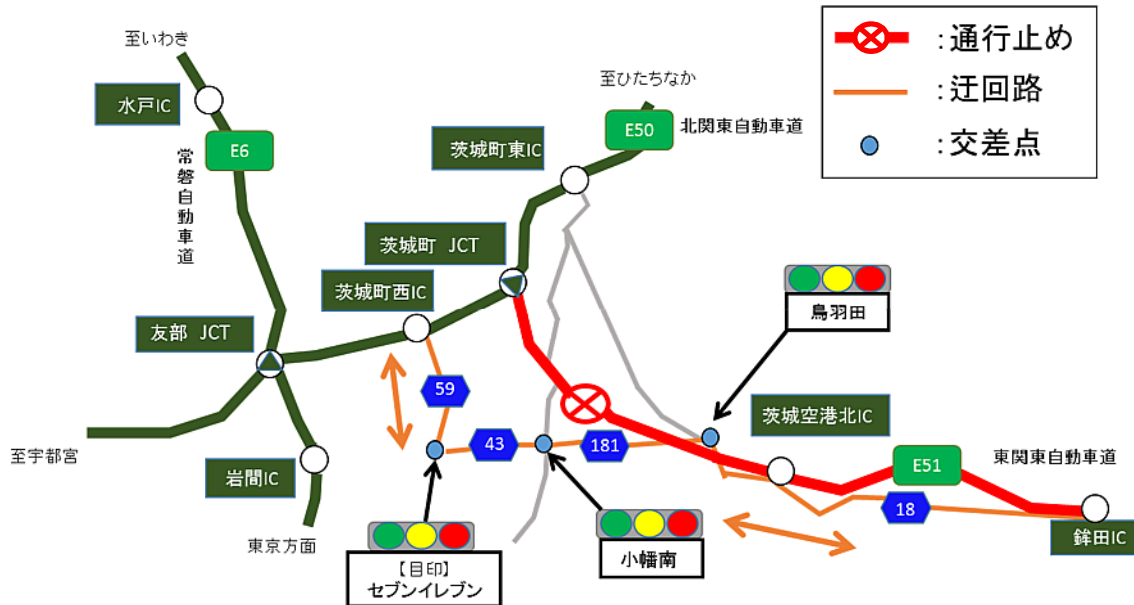 至いわき
水戸IC
E6
常磐自動車道
至ひたちなか
E50
北関東自動車道
茨城町東IC
茨城町 JCT
茨城町西IC
友部 JCT
至宇都宮
岩間IC
東京方面
59
43
181
18
E51
東関東自動車道
茨城空港北IC
鉾田IC
鳥羽田
小幡南
【目印】
セブンイレブン
:通行止め
:迂回路
:交差点